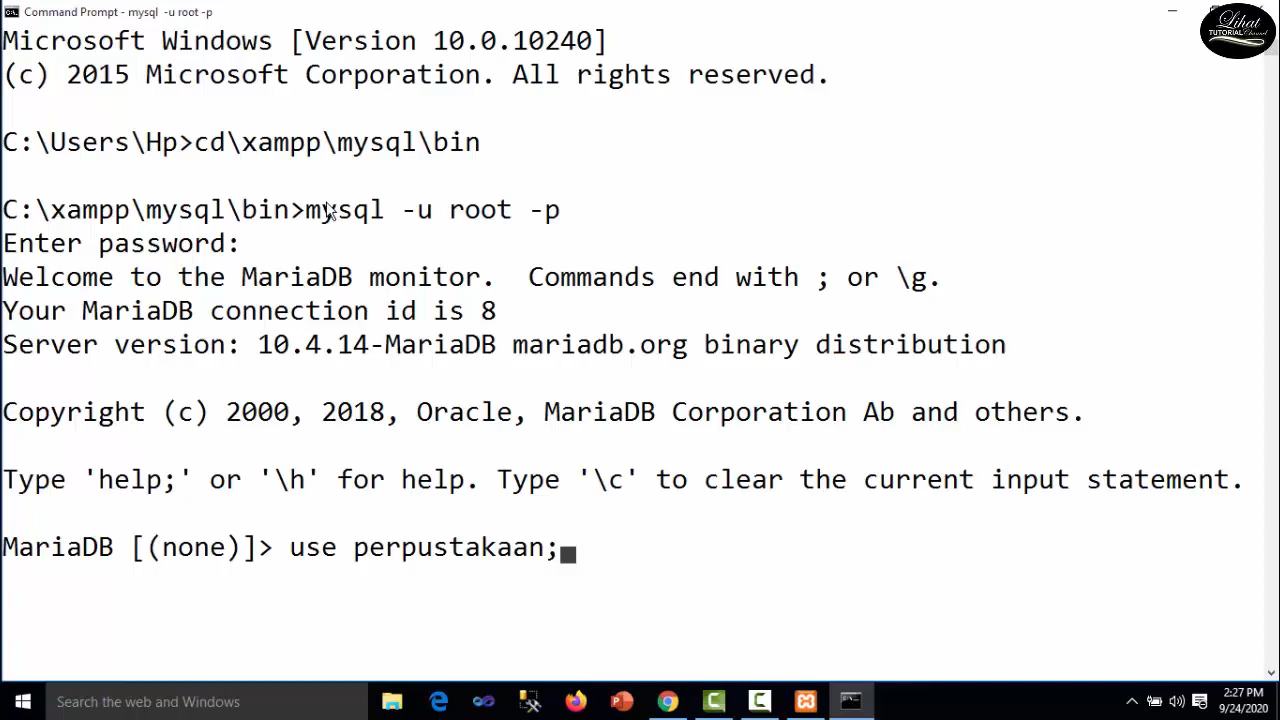 Command Prompt - mysql -u root -p
Lihat
TUTORIAL Channel
Microsoft Windows [Version 10.0.10240]
(c) 2015 Microsoft Corporation. All rights reserved.
C:\Users\Hp>cd\xampp\mysql\bin
C:\xampp\mysql\bin>mysql -u root -p
Enter password:
Welcome to the MariaDB monitor.  Commands end with ; or \g.
Your MariaDB connection id is 8
Server version: 10.4.14-MariaDB mariadb.org binary distribution
Copyright (c) 2000, 2018, Oracle, MariaDB Corporation Ab and others.
Type 'help;' or '\h' for help. Type '\c' to clear the current input statement.
MariaDB [(none)]> use perpustakaan;
Search the web and Windows
2:27 PM
9/24/2020